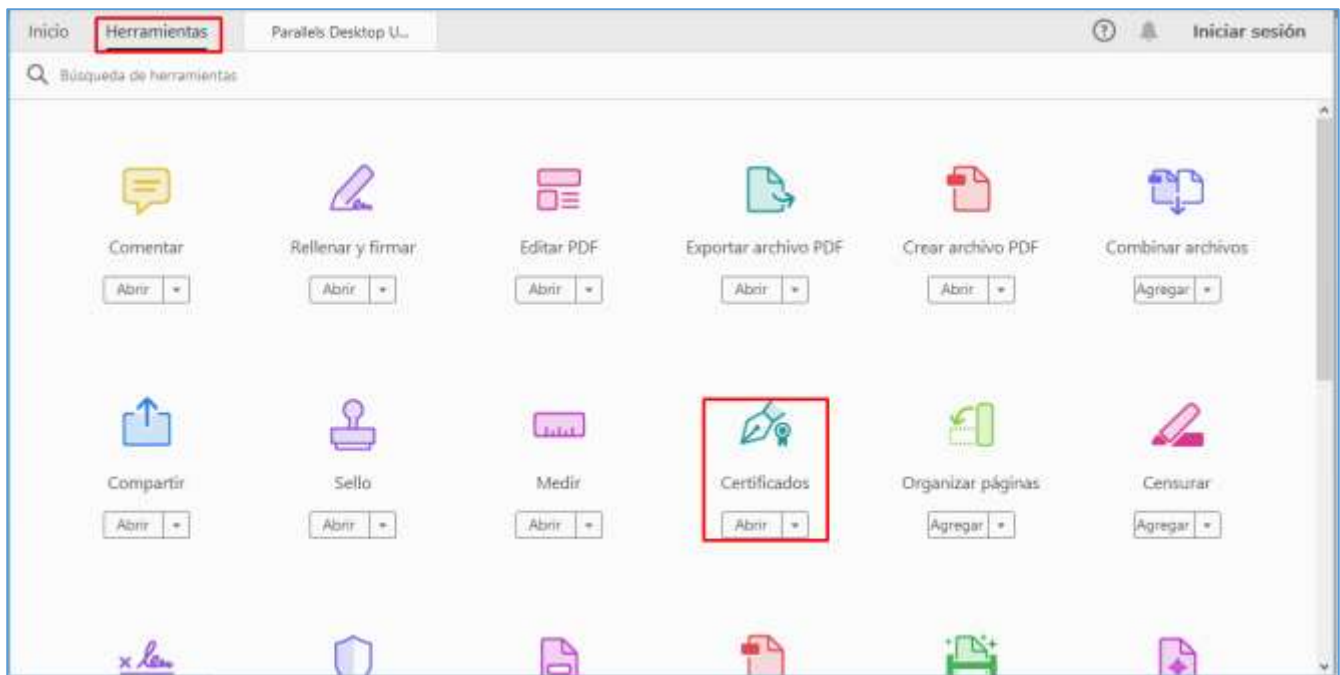 Inicio Herramientas Parallels Desktop U... Iniciar sesión
Búsqueda de herramientas
Comentar Rellenar y firmar Editar PDF Exportar archivo PDF Crear archivo PDF Combinar archivos
Abrir Abrir Abrir Abrir Abrir Agregar
Compartir Sello Medir Certificados Organizar páginas Censurar
Abrir Abrir Abrir Abrir Agregar Agregar